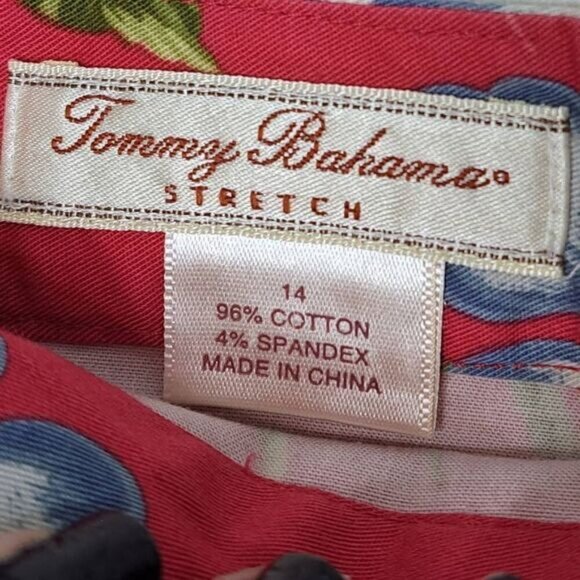 Tommy Bahama®
STRETCH
14
96% COTTON
4% SPANDEX
MADE IN CHINA